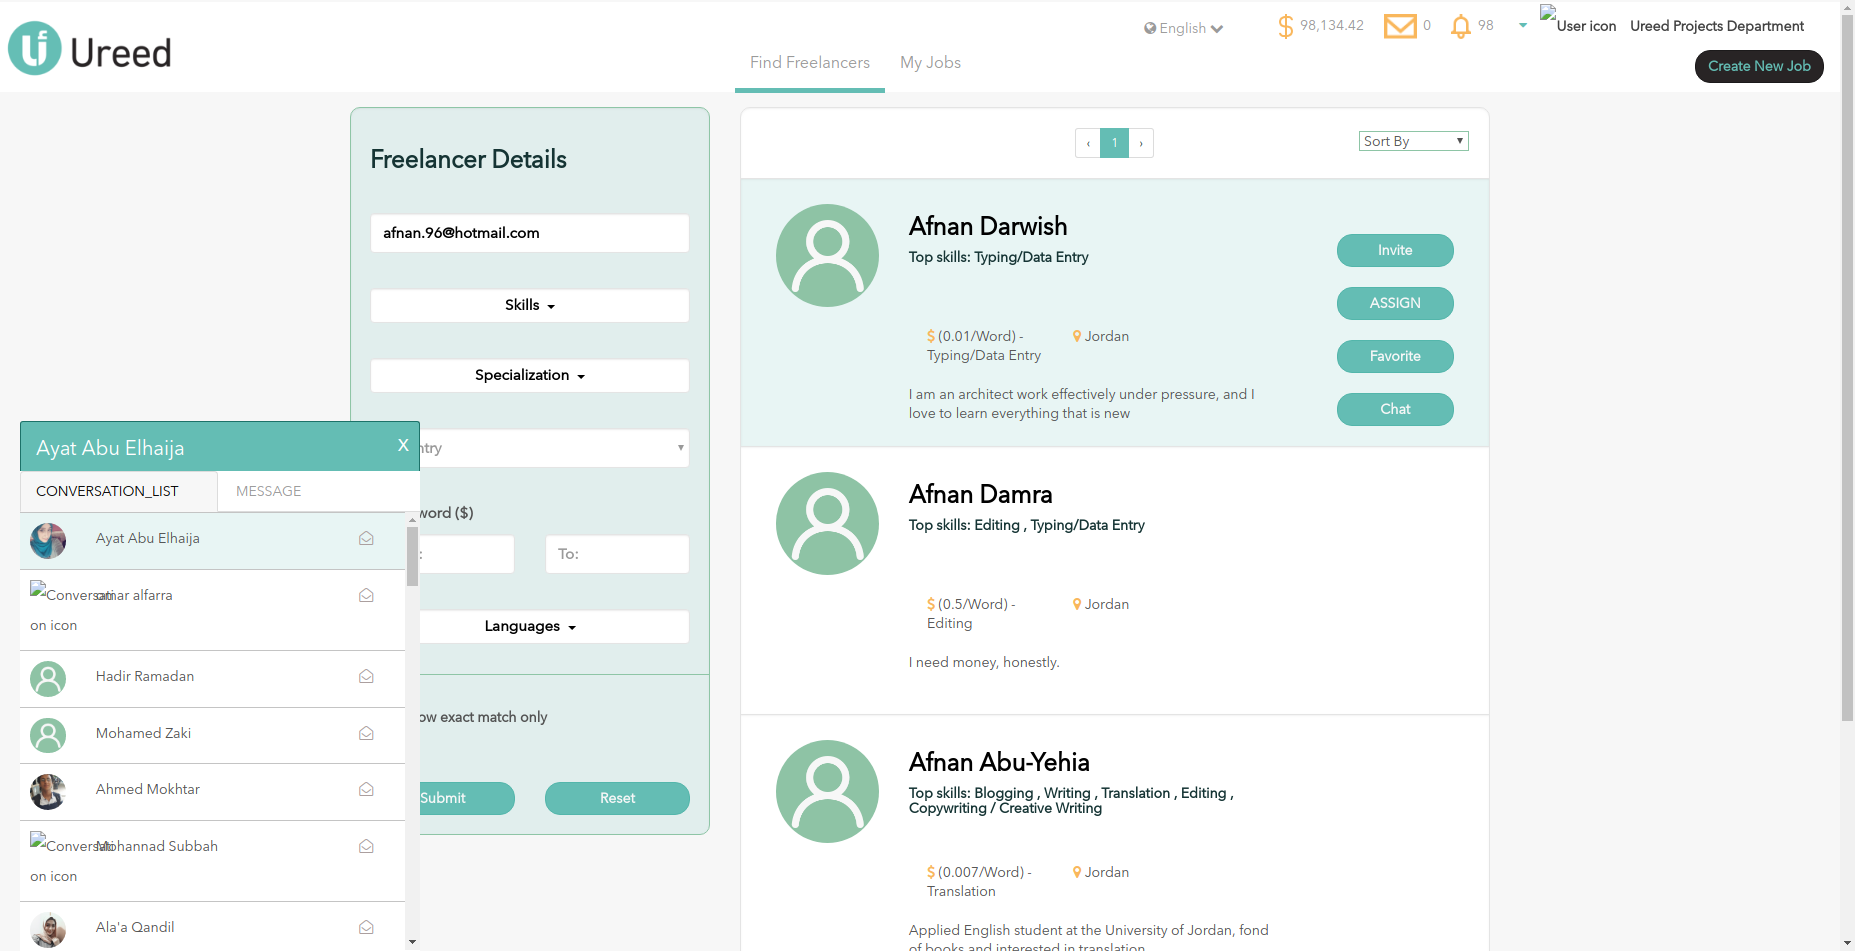 Ureed
English
98,134.42
0
98
User icon
Ureed Projects Department
Find Freelancers
My Jobs
Create New Job
Freelancer Details
afnan.96@hotmail.com
Skills
Specialization
ntry
word ($)
:
To:
Languages
ow exact match only
Submit
Reset
Ayat Abu Elhaija
X
CONVERSATION_LIST
MESSAGE
Ayat Abu Elhaija
Conversati
on icon
omar alfarra
Hadir Ramadan
Mohamed Zaki
Ahmed Mokhtar
Conversati
on icon
Mohannad Subbah
Ala'a Qandil
‹ 1 ›
Sort By
Afnan Darwish
Top skills: Typing/Data Entry
$ (0.01/Word) -
Typing/Data Entry
Jordan
I am an architect work effectively under pressure, and I
love to learn everything that is new
Invite
ASSIGN
Favorite
Chat
Afnan Damra
Top skills: Editing , Typing/Data Entry
$ (0.5/Word) -
Editing
Jordan
I need money, honestly.
Afnan Abu-Yehia
Top skills: Blogging , Writing , Translation , Editing ,
Copywriting / Creative Writing
$ (0.007/Word) -
Translation
Jordan
Applied English student at the University of Jordan, fond
of books and interested in translation